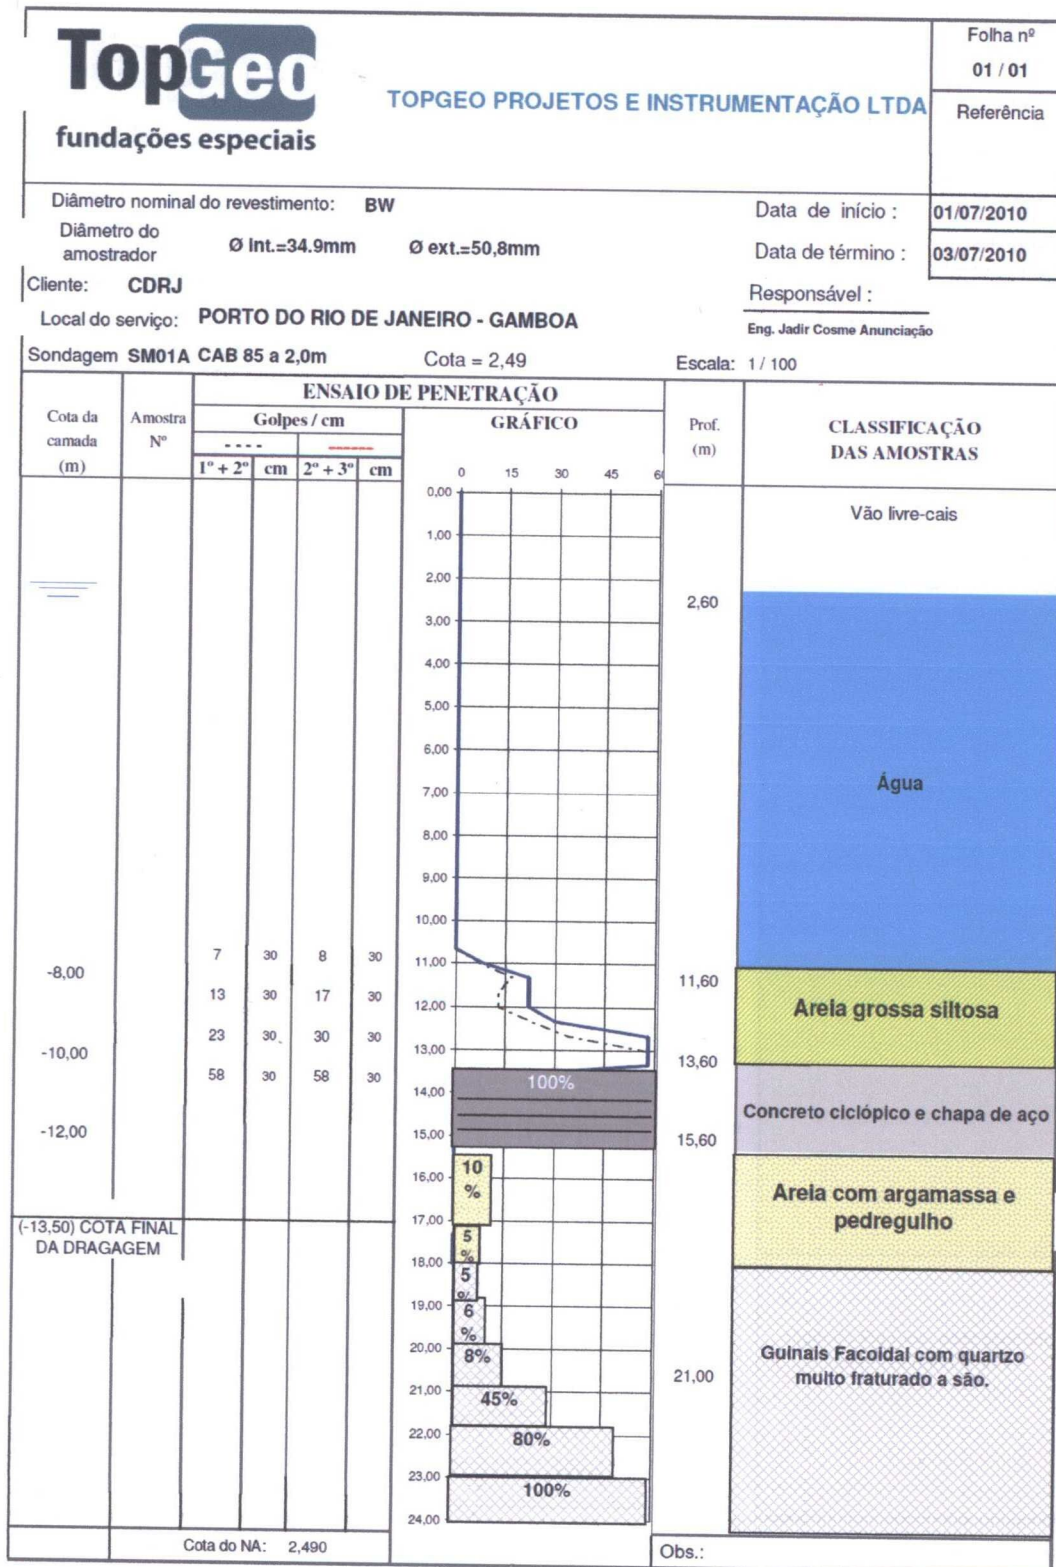 TopGeo
fundações especiais
TOPGEO PROJETOS E INSTRUMENTAÇÃO LTDA
Folha nº
01 / 01
Referência
Diâmetro nominal do revestimento: BW
Data de início : 01/07/2010
Diâmetro do amostrador Ø Int.=34.9mm Ø ext.=50,8mm
Data de término : 03/07/2010
Cliente: CDRJ
Responsável :
Local do serviço: PORTO DO RIO DE JANEIRO - GAMBOA
Eng. Jadir Cosme Anunciação
Sondagem SM01A CAB 85 a 2,0m Cota = 2,49 Escala: 1 / 100
ENSAIO DE PENETRAÇÃO
Cota da camada (m)
Amostra Nº
Golpes / cm
GRÁFICO
Prof. (m)
CLASSIFICAÇÃO
DAS AMOSTRAS
- - - - ------
1º + 2º cm 2º + 3º cm
0 15 30 45 60
0,00
1,00
2,00
3,00
4,00
5,00
6,00
7,00
8,00
9,00
10,00
11,00
12,00
13,00
14,00
15,00
16,00
17,00
18,00
19,00
20,00
21,00
22,00
23,00
24,00
Vão livre-cais
2,60
Água
7 30 8 30
-8,00
11,60
13 30 17 30
Areia grossa siltosa
23 30 30 30
-10,00
13,60
58 30 58 30
100%
Concreto ciclópico e chapa de aço
-12,00
15,60
10
%
Areia com argamassa e
pedregulho
(-13,50) COTA FINAL
DA DRAGAGEM
5
%
5
%
6
%
8%
Guinais Facoidal com quartzo
muito fraturado a são.
21,00
45%
80%
100%
Cota do NA: 2,490
Obs.: